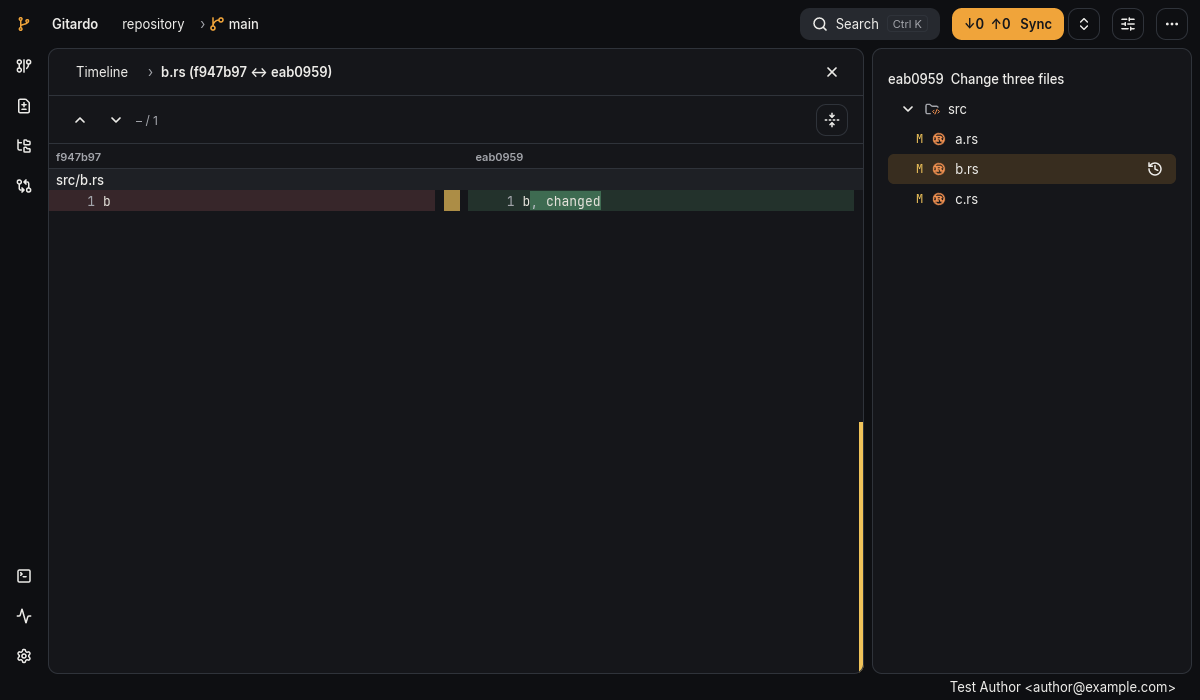 Gitardo repository › main Search Ctrl K ↓0 ↑0 Sync
Timeline › b.rs (f947b97 ↔ eab0959)
– / 1
f947b97 eab0959
src/b.rs
1 b 1 b, changed
eab0959 Change three files
src
M a.rs
M b.rs
M c.rs
Test Author <author@example.com>